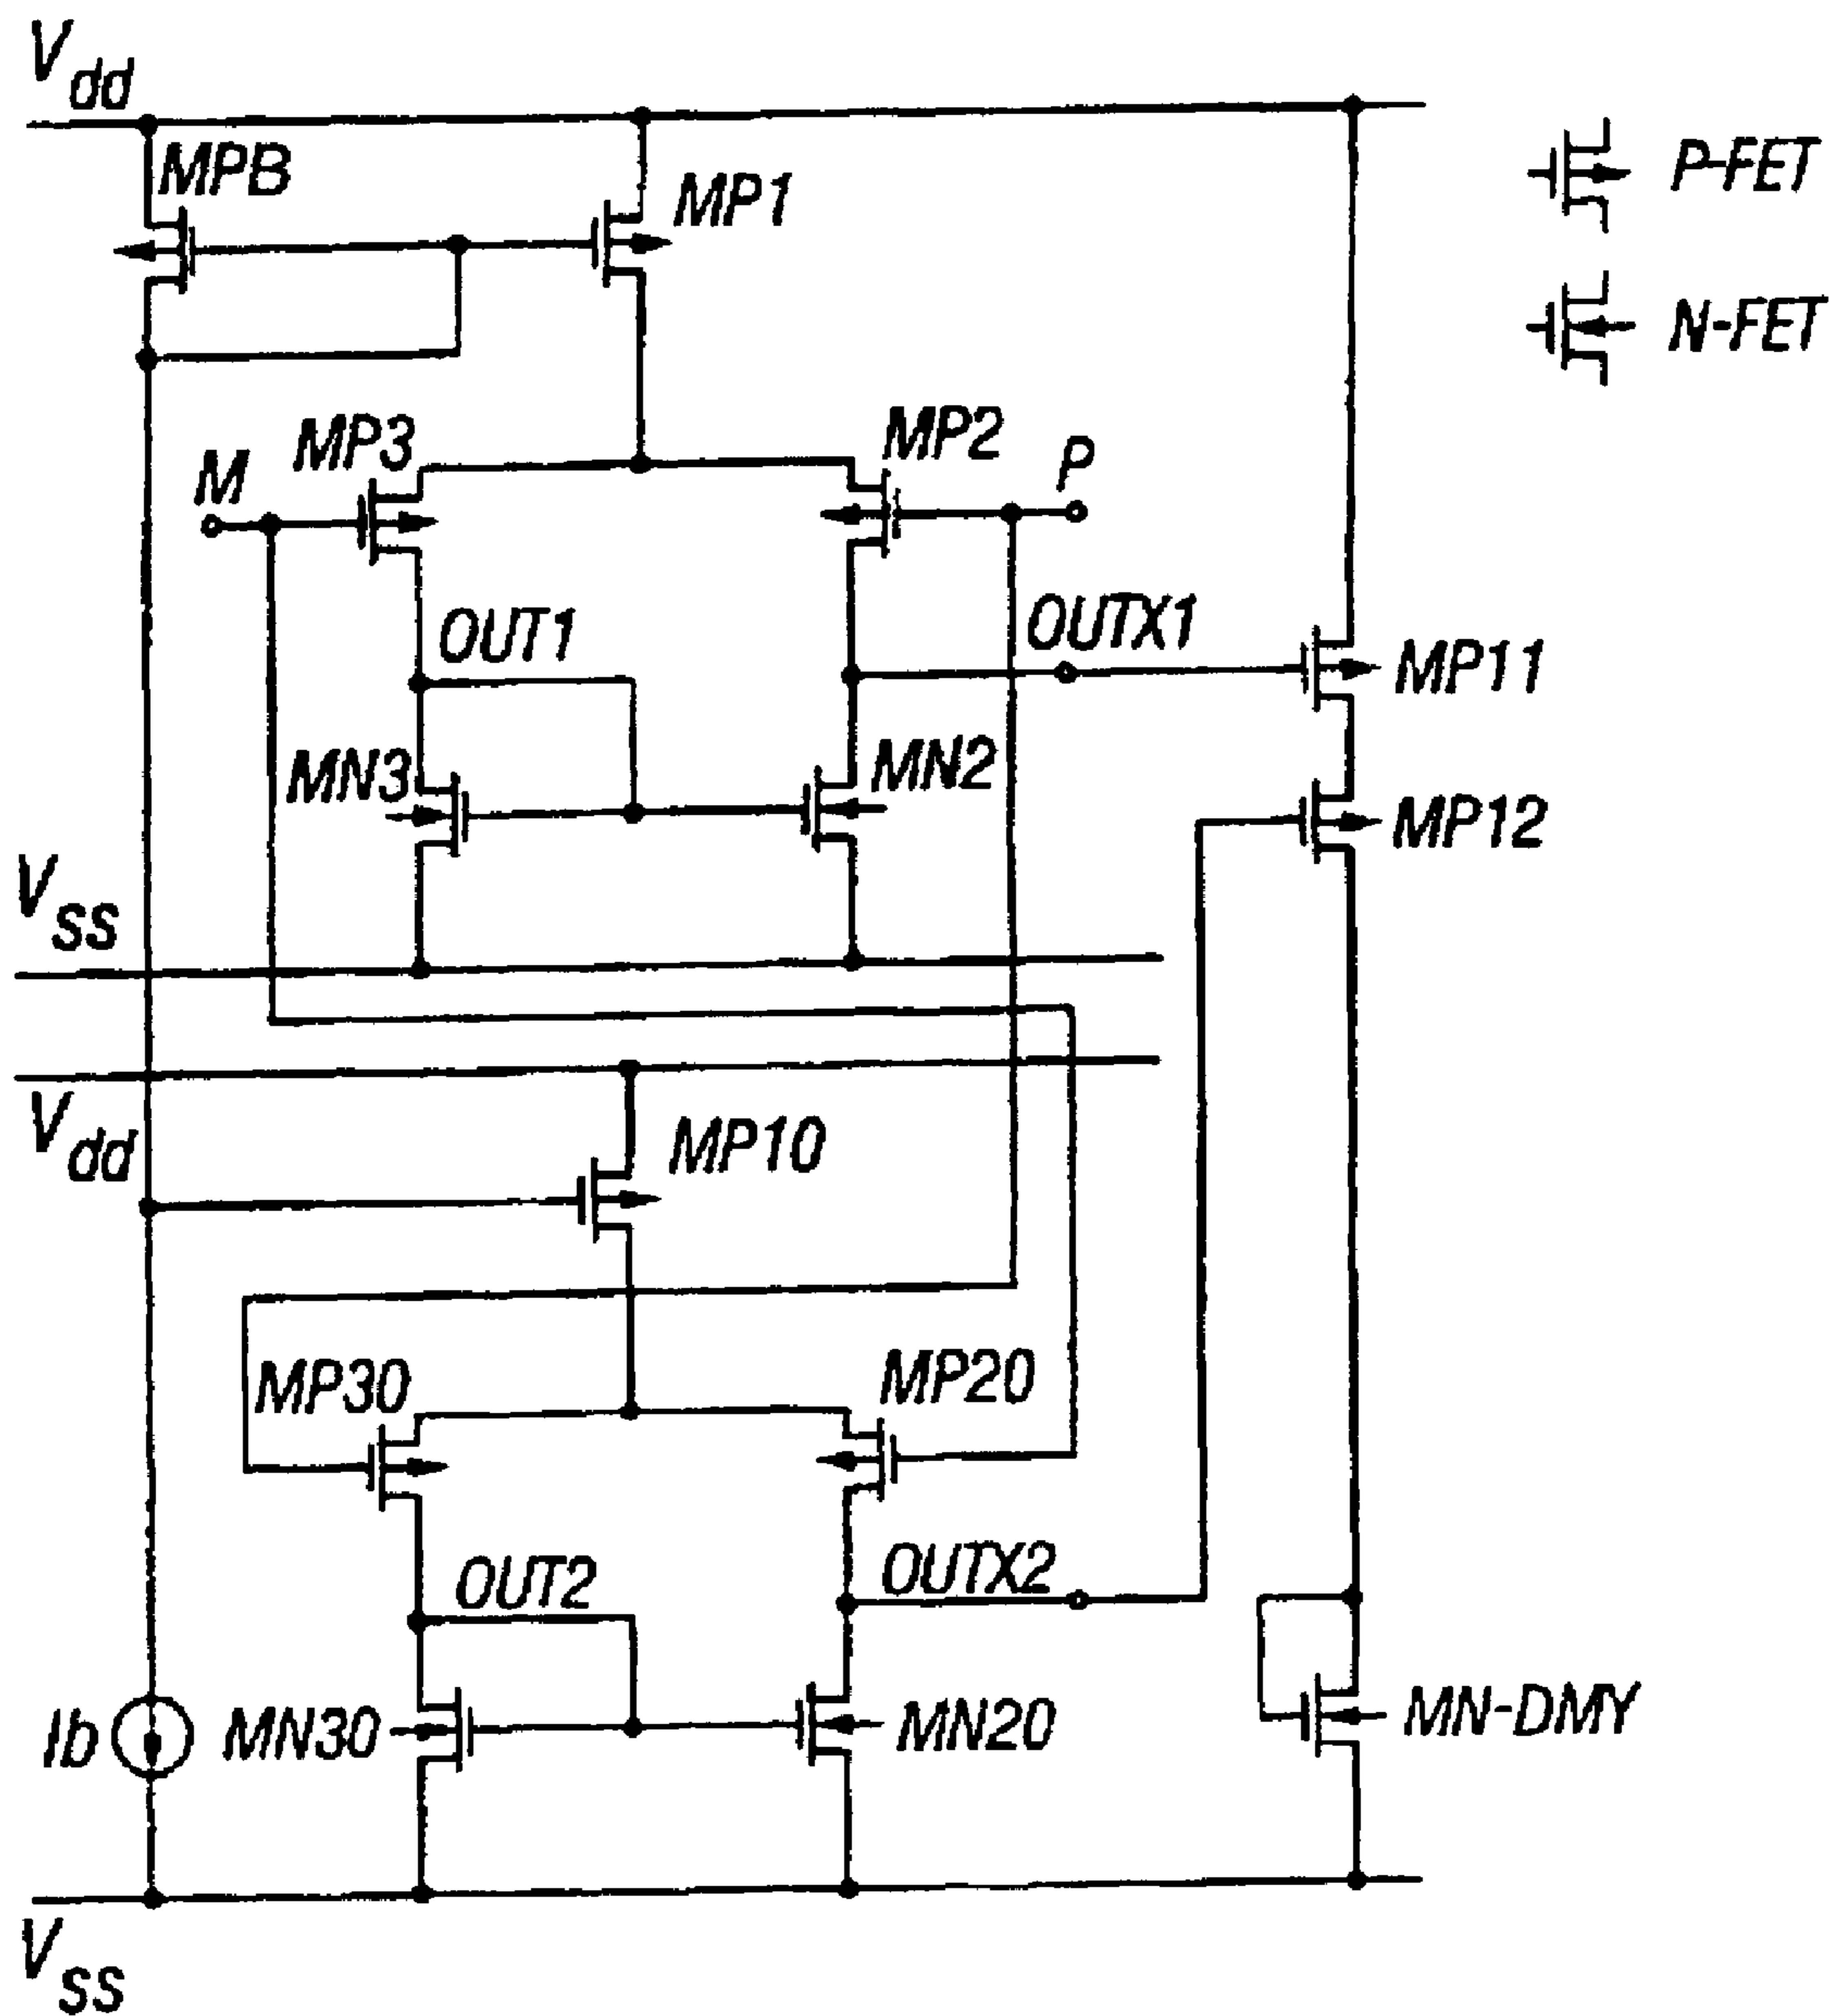 Vdd
MPB
MP1
P-FET
N-FET
MP3
MP2
M
P
OUT1
OUTX1
MP11
MN3
MN2
MP12
Vss
Vdd
MP10
MP30
MP20
OUT2
OUTX2
Ib
MN30
MN20
MN-DMY
Vss